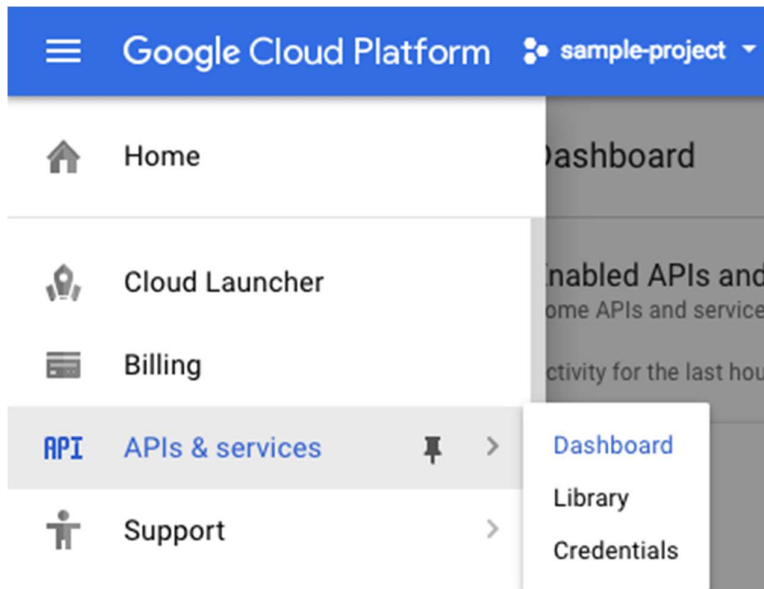 Google Cloud Platform sample-project
Home
Dashboard
Cloud Launcher
Enabled APIs and
ome APIs and service
Billing
ctivity for the last hou
API APIs & services
Dashboard
Library
Support
Credentials